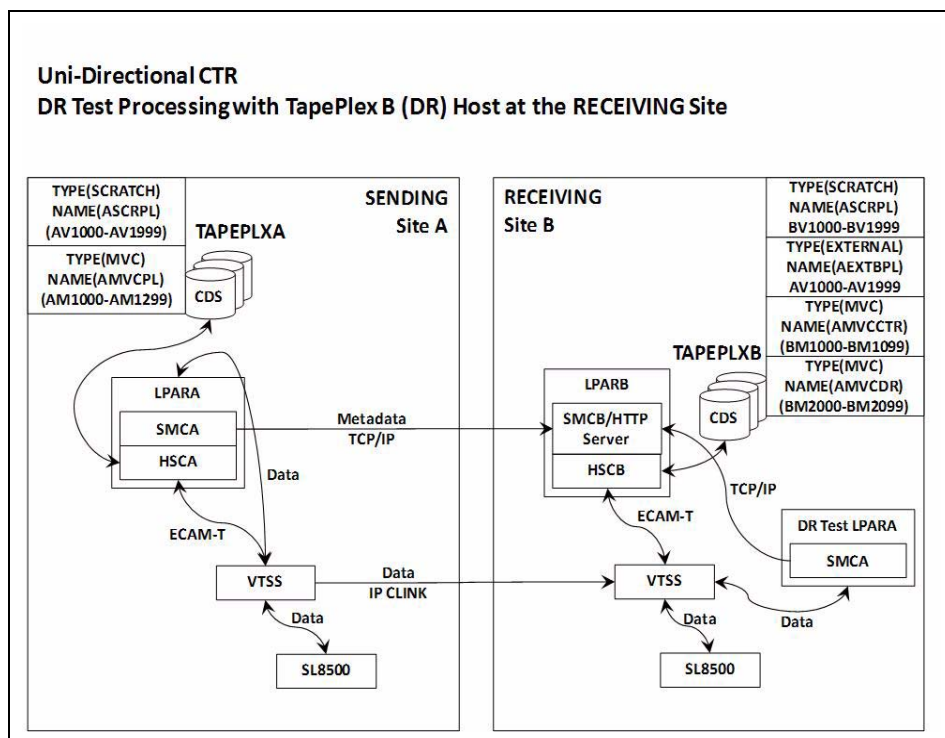 Uni-Directional CTR
DR Test Processing with TapePlex B (DR) Host at the RECEIVING Site
TYPE(SCRATCH)
NAME(ASCRPL)
(AV1000-AV1999)
TYPE(MVC)
NAME(AMVCPL)
(AM1000-AM1299)
TAPEPLXA
CDS
SENDING
Site A
LPARA
SMCA
HSCA
Data
ECAM-T
VTSS
Data
SL8500
Metadata
TCP/IP
Data
IP CLINK
RECEIVING
Site B
TYPE(SCRATCH)
NAME(ASCRPL)
BV1000-BV1999
TYPE(EXTERNAL)
NAME(AEXTBPL)
AV1000-AV1999
TYPE(MVC)
NAME(AMVCCTR)
(BM1000-BM1099)
TYPE(MVC)
NAME(AMVCDR)
(BM2000-BM2099)
TAPEPLXB
CDS
LPARB
SMCB/HTTP
Server
HSCB
TCP/IP
ECAM-T
DR Test LPARA
SMCA
VTSS
Data
Data
SL8500